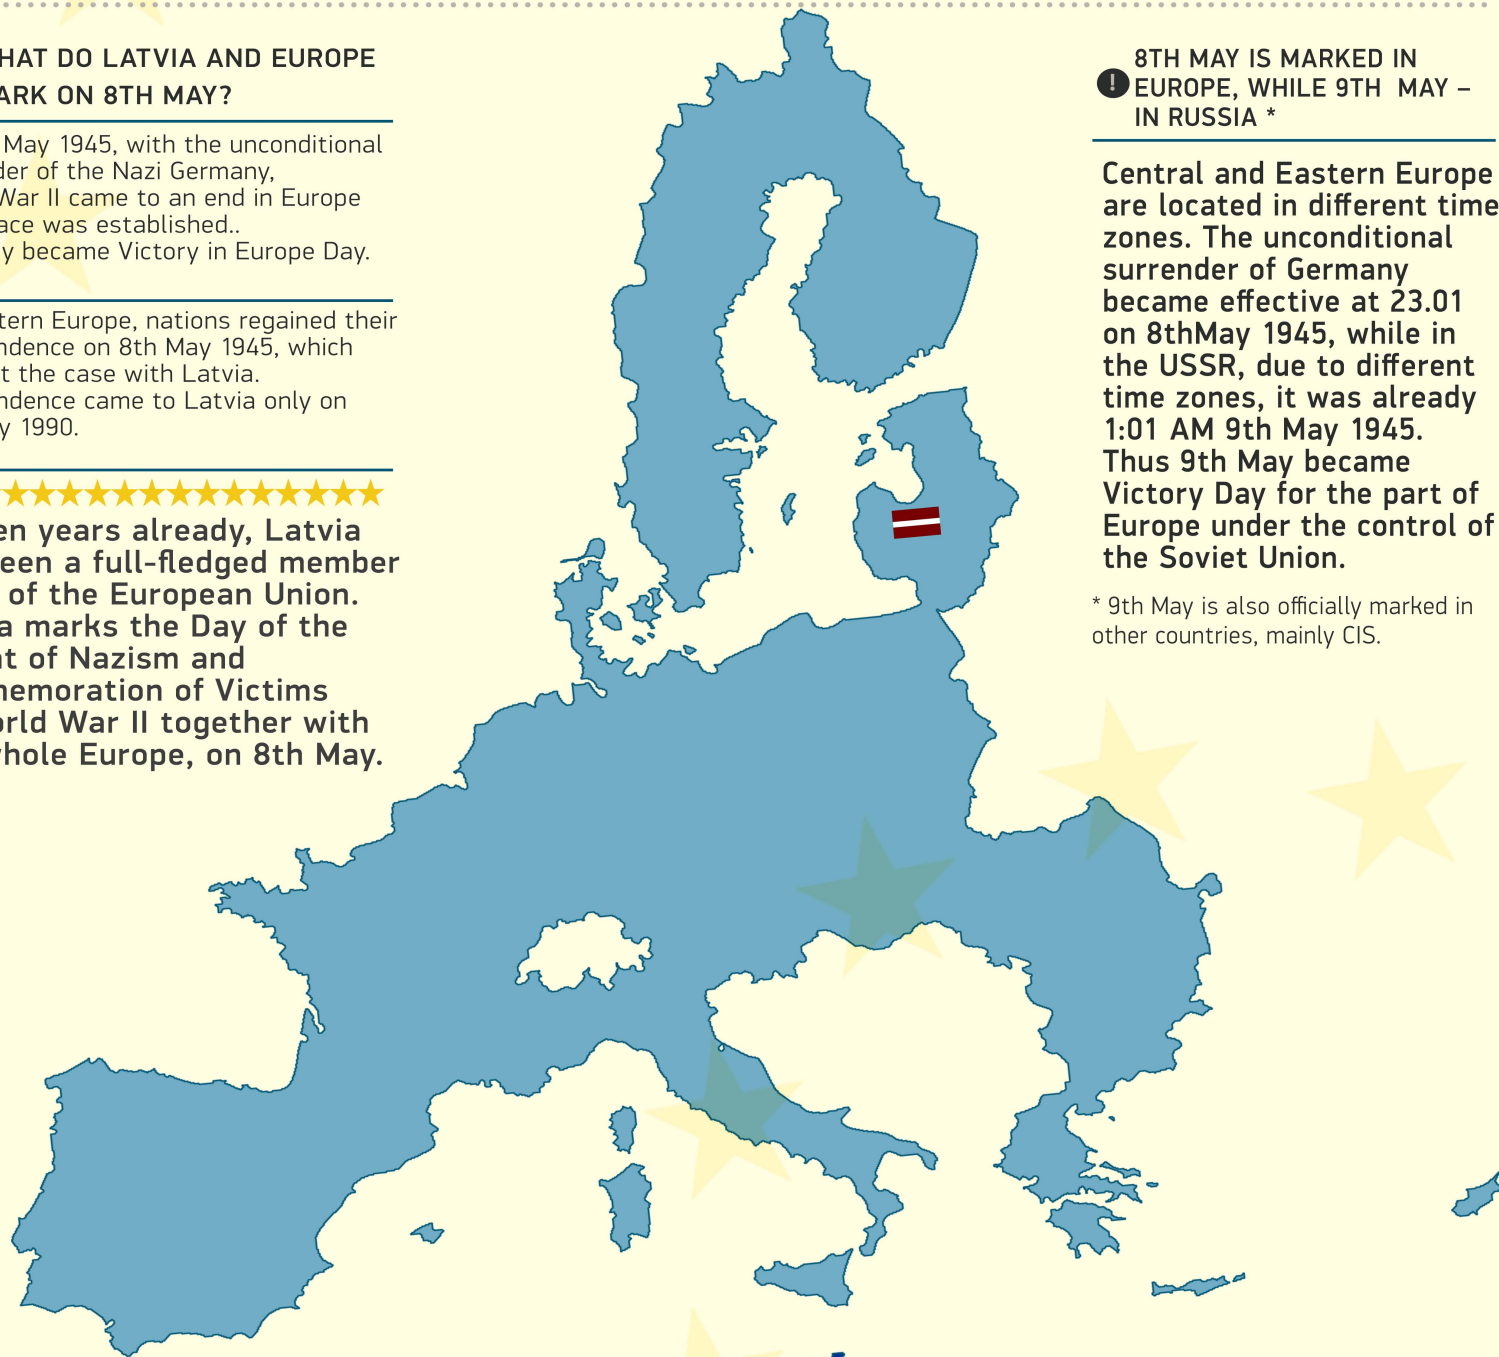 HAT DO LATVIA AND EUROPE
ARK ON 8TH MAY?
May 1945, with the unconditional
der of the Nazi Germany,
War II came to an end in Europe
ace was established..
y became Victory in Europe Day.
tern Europe, nations regained their
ndence on 8th May 1945, which
t the case with Latvia.
ndence came to Latvia only on
y 1990.
en years already, Latvia
een a full-fledged member
of the European Union.
a marks the Day of the
t of Nazism and
memoration of Victims
orld War II together with
whole Europe, on 8th May.
8TH MAY IS MARKED IN
! EUROPE, WHILE 9TH MAY –
IN RUSSIA *
Central and Eastern Europe
are located in different time
zones. The unconditional
surrender of Germany
became effective at 23.01
on 8thMay 1945, while in
the USSR, due to different
time zones, it was already
1:01 AM 9th May 1945.
Thus 9th May became
Victory Day for the part of
Europe under the control of
the Soviet Union.
* 9th May is also officially marked in
other countries, mainly CIS.